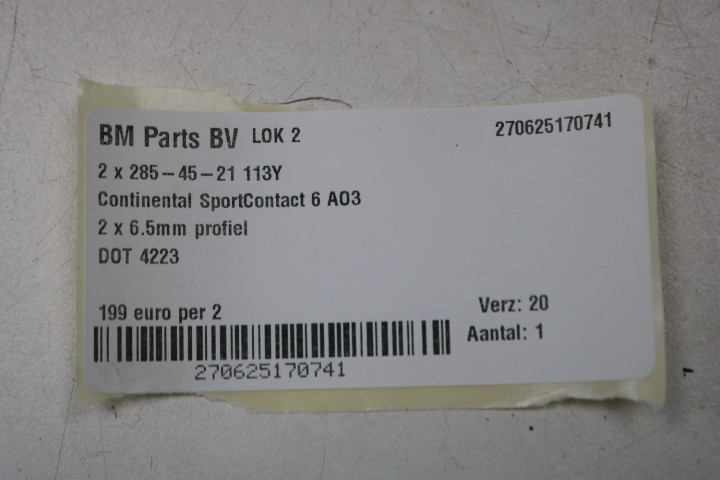 BM Parts BV LOK 2 270625170741
2 x 285-45-21 113Y
Continental SportContact 6 AO3
2 x 6.5mm profiel
DOT 4223
199 euro per 2 Verz: 20
Aantal: 1
270625170741